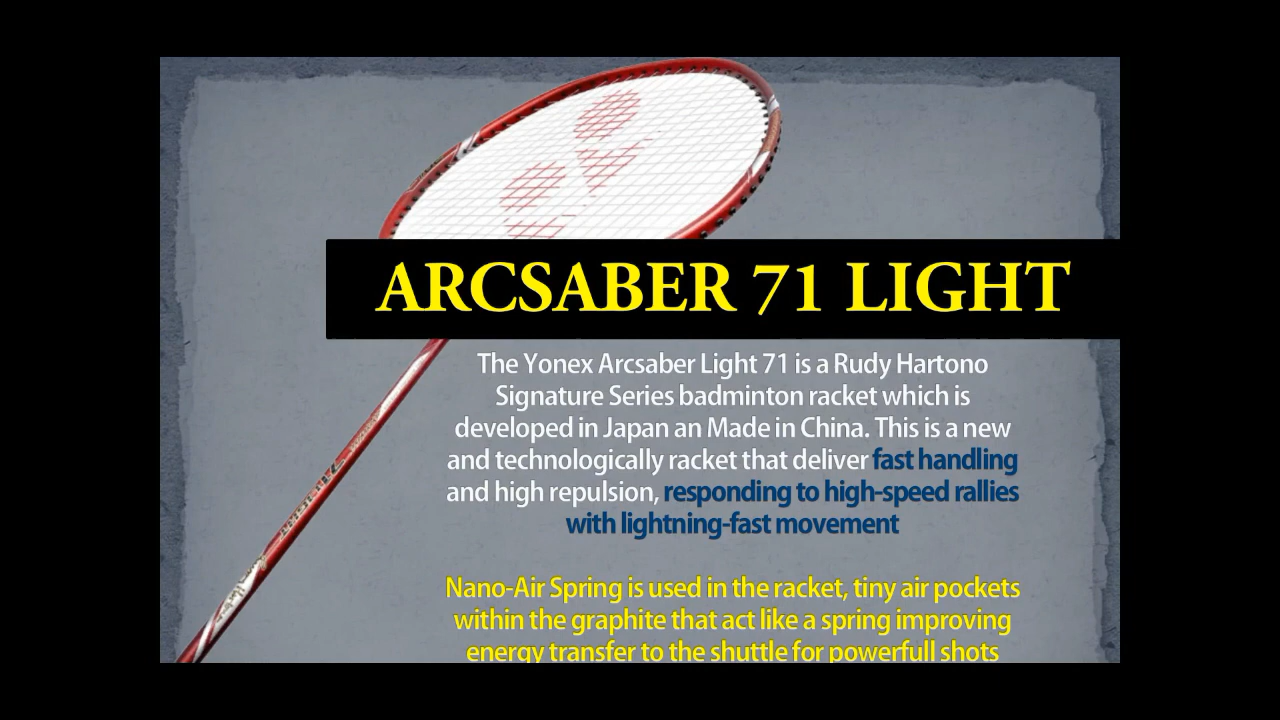 ARCSABER 71 LIGHT
The Yonex Arcsaber Light 71 is a Rudy Hartono
Signature Series badminton racket which is
developed in Japan an Made in China. This is a new
and technologically racket that deliver fast handling
and high repulsion, responding to high-speed rallies
with lightning-fast movement
Nano-Air Spring is used in the racket, tiny air pockets
within the graphite that act like a spring improving
energy transfer to the shuttle for powerfull shots
71 LIGHT